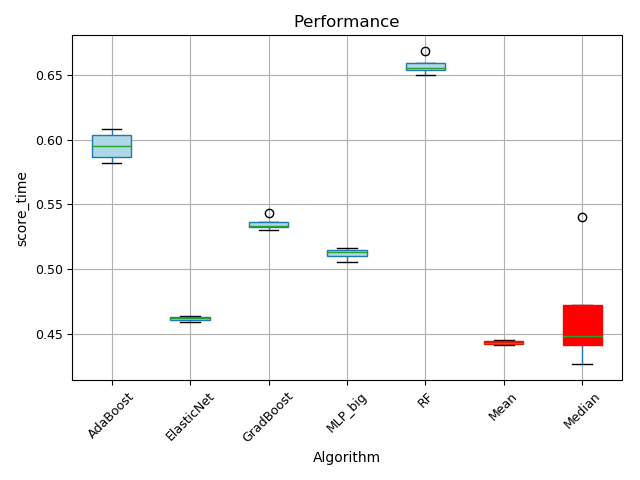 Performance
score_time
0.65
0.60
0.55
0.50
0.45
AdaBoost
ElasticNet
GradBoost
MLP_big
RF
Mean
Median
Algorithm